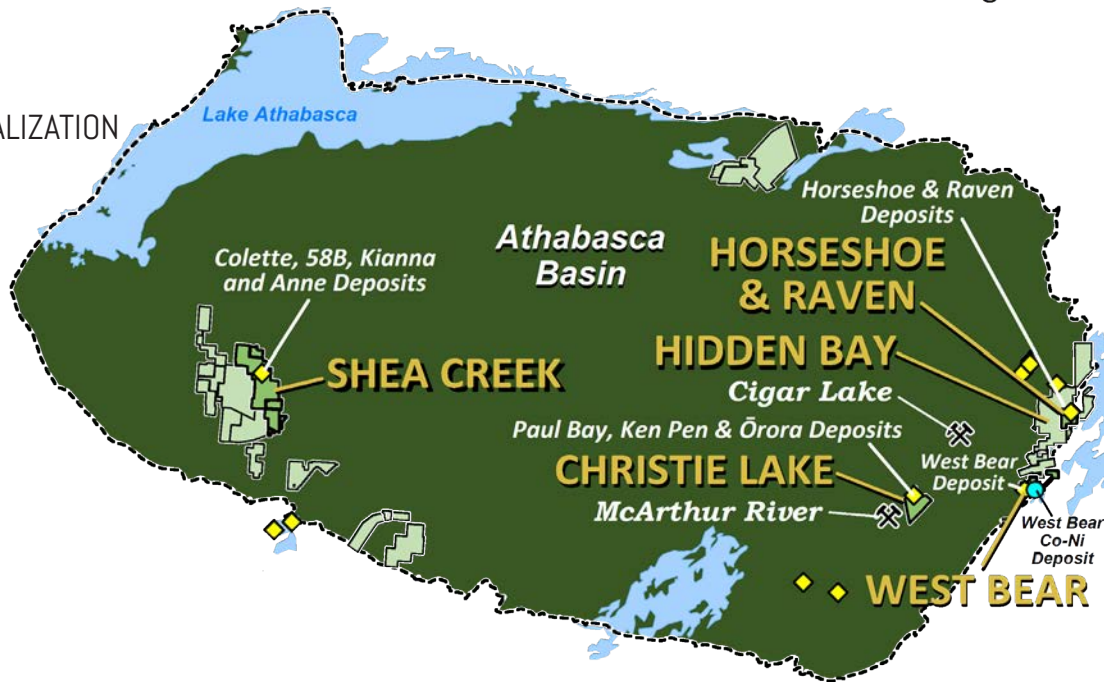 g
ALIZATION
Lake Athabasca
Horseshoe & Raven
Deposits
Athabasca
Basin
HORSESHOE
& RAVEN
Colette, 58B, Kianna
and Anne Deposits
HIDDEN BAY
SHEA CREEK
Cigar Lake
Paul Bay, Ken Pen & Ōrora Deposits
CHRISTIE LAKE
West Bear
Deposit
McArthur River
West Bear
Co-Ni
Deposit
WEST BEAR